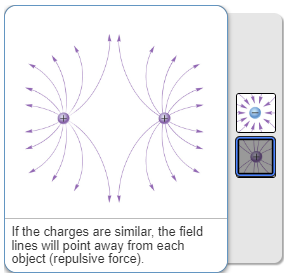 If the charges are similar, the field
lines will point away from each
object (repulsive force).